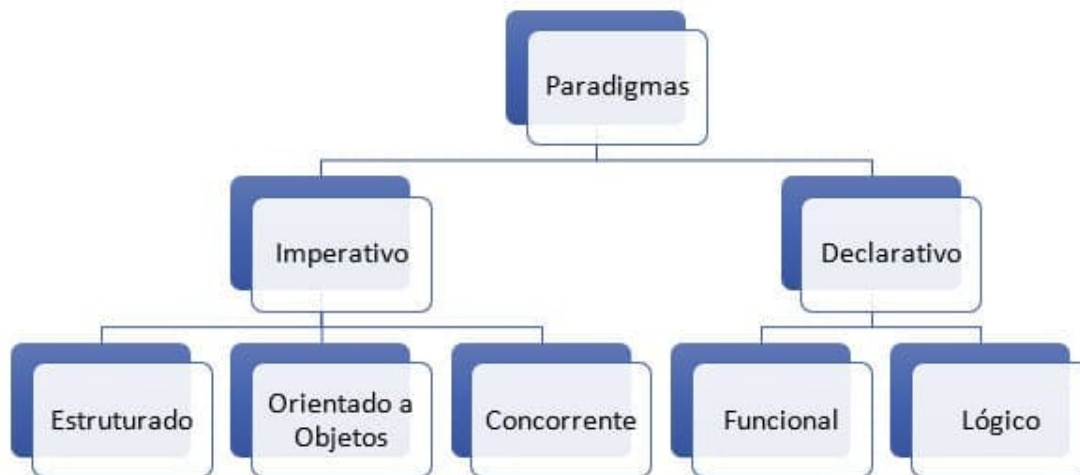 Paradigmas
Imperativo
Declarativo
Estruturado
Orientado a
Objetos
Concorrente
Funcional
Lógico